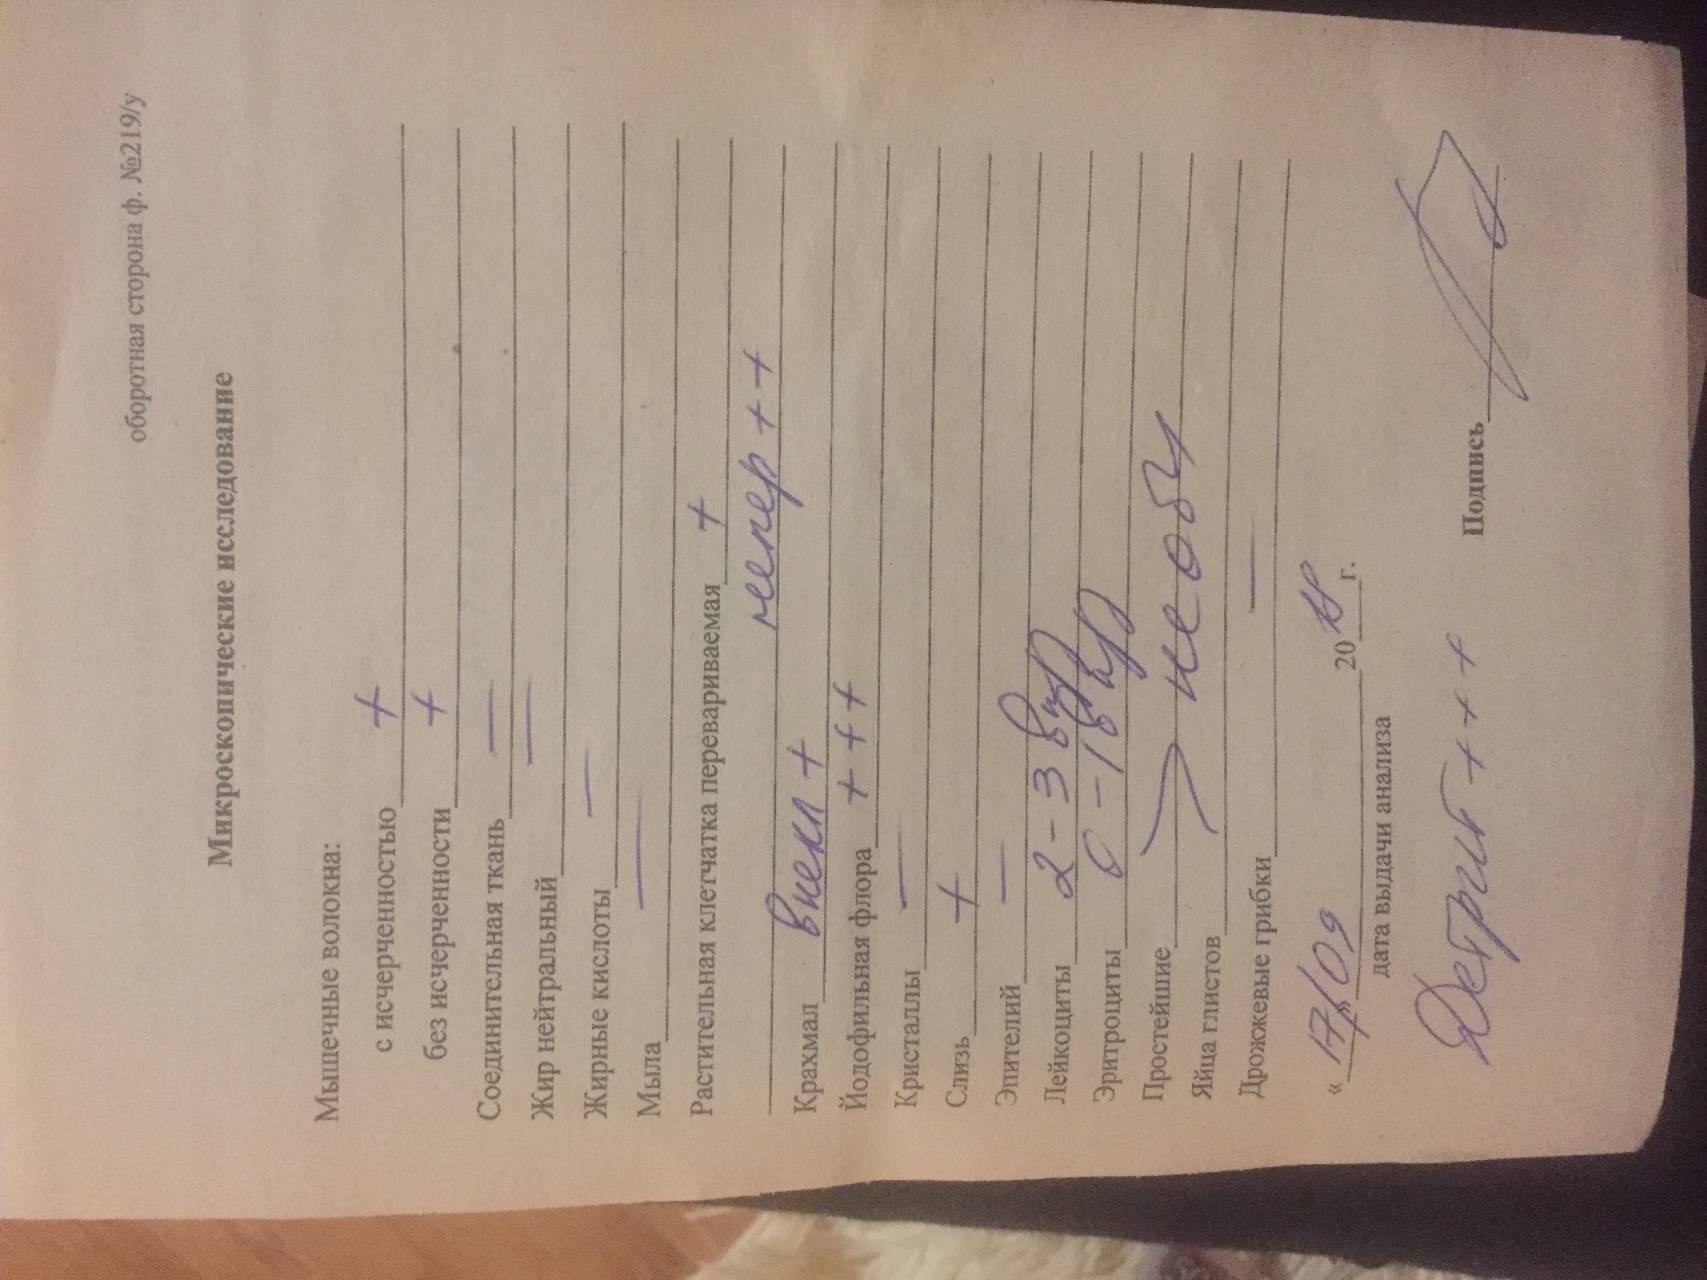 оборотная сторона ф. №219/у
Микроскопические исследование
Мышечные волокна:
с исчерченностью +
без исчерченности +
Соединительная ткань —
Жир нейтральный —
Жирные кислоты —
Мыла —
Растительная клетчатка перевариваемая +
непер ++
Крахмал внекл +
Йодофильная флора +++
Кристаллы —
Слизь +
Эпителий —
Лейкоциты 2-3 в п/зр
Эритроциты 0-1 в п/зр
Простейшие
Яйца глистов не обн
Дрожжевые грибки —
« 17/09 20 18 г.
дата выдачи анализа
Детрит +++ Подпись